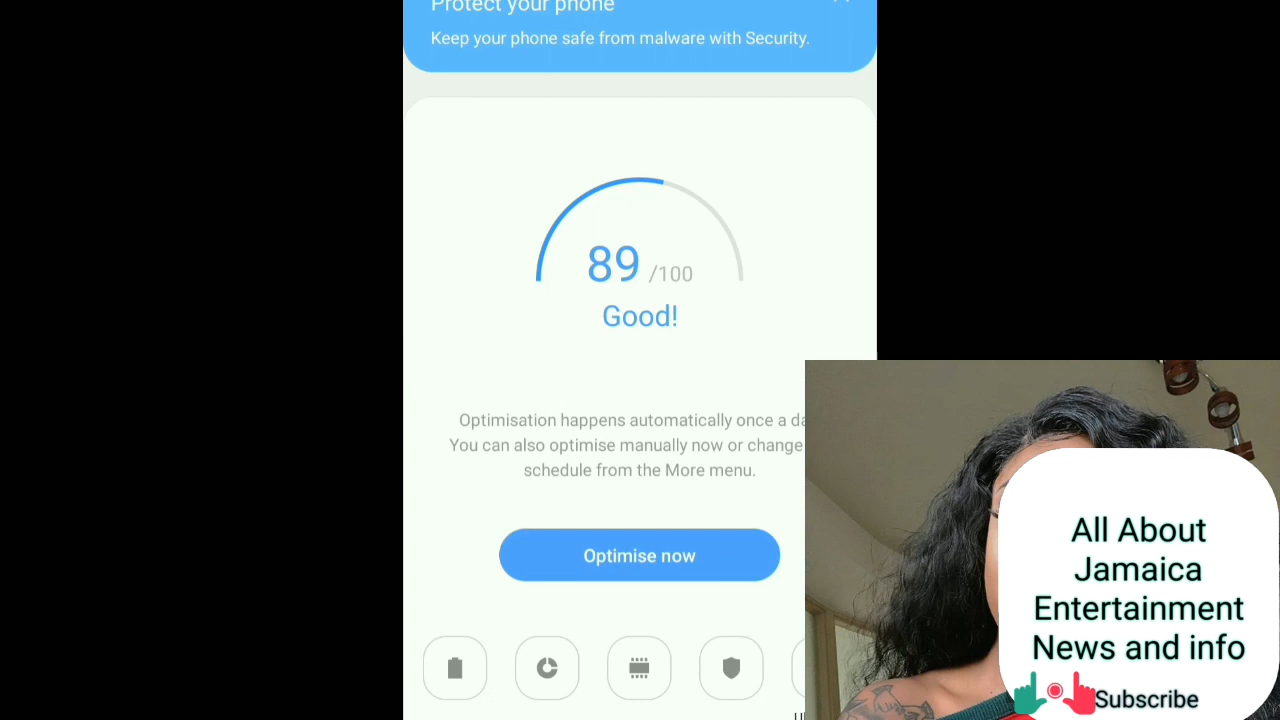 Protect your phone
Keep your phone safe from malware with Security.
89 /100
Good!
Optimisation happens automatically once a
You can also optimise manually now or change
schedule from the More menu.
Optimise now
All About
Jamaica
Entertainment
News and info
Subscribe